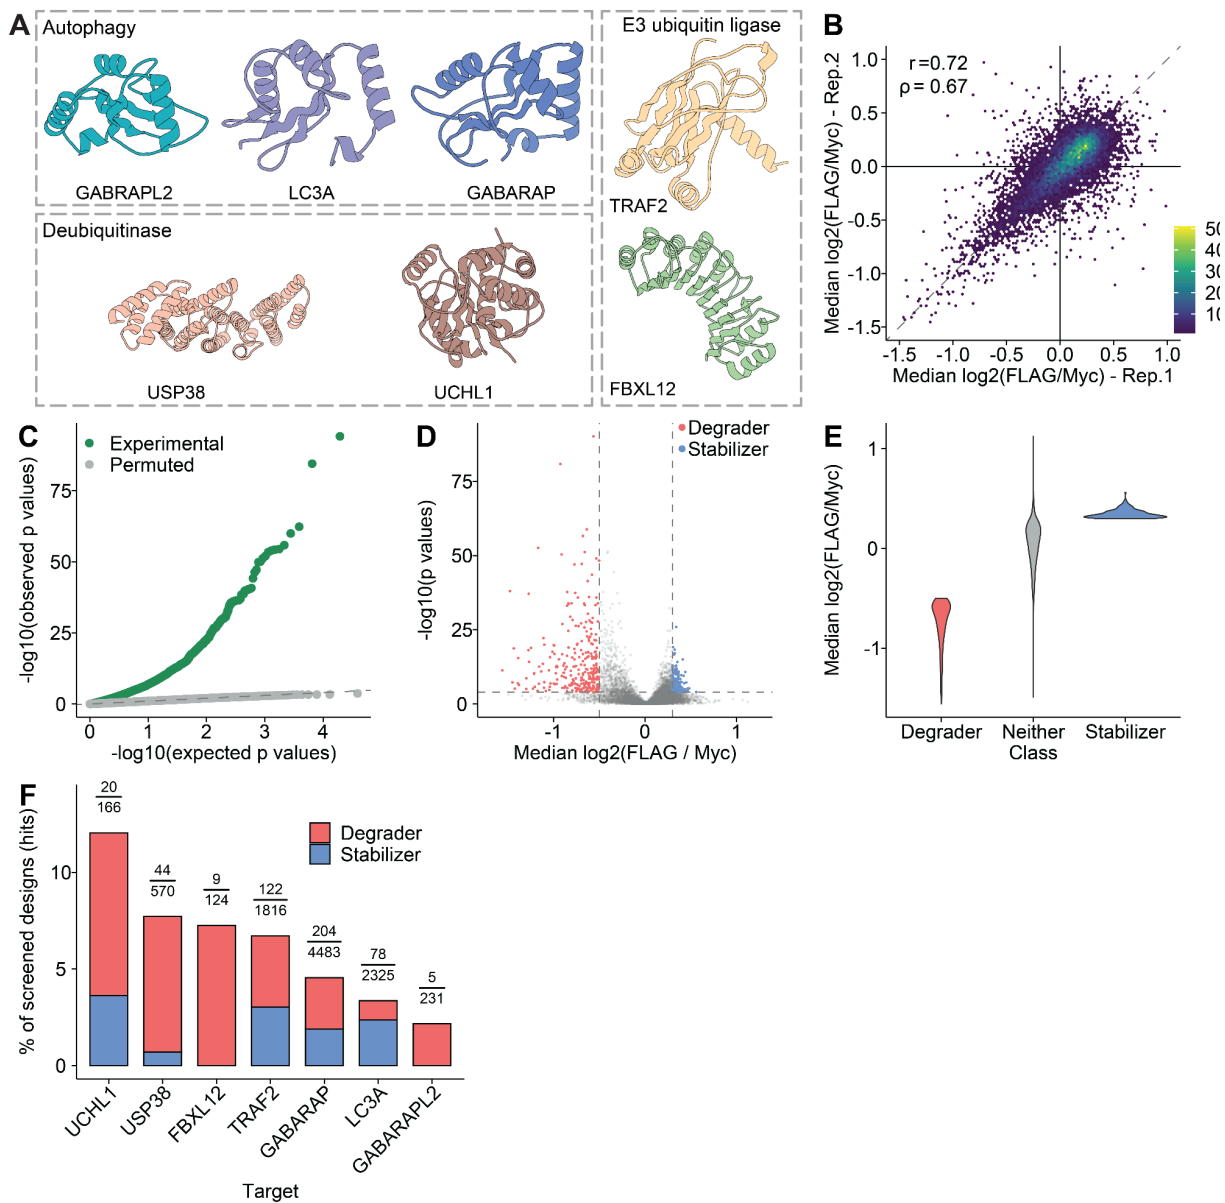 A
Autophagy
GABRAPL2
LC3A
GABARAP
E3 ubiquitin ligase
TRAF2
FBXL12
Deubiquitinase
USP38
UCHL1
B
r=0.72
ρ = 0.67
Median log2(FLAG/Myc) - Rep.2
1.0
0.5
0.0
-0.5
-1.0
-1.5
-1.5
-1.0
-0.5
0.0
0.5
1.0
Median log2(FLAG/Myc) - Rep.1
50
40
30
20
10
C
Experimental
Permuted
-log10(observed p values)
75
50
25
0
0
1
2
3
4
-log10(expected p values)
D
Degrader
Stabilizer
-log10(p values)
75
50
25
0
-1
0
1
Median log2(FLAG / Myc)
E
Median log2(FLAG/Myc)
1
0
-1
Degrader
Neither
Stabilizer
Class
F
% of screened designs (hits)
10
5
0
Degrader
Stabilizer
20
166
44
570
9
124
122
1816
204
4483
78
2325
5
231
UCHL1
USP38
FBXL12
TRAF2
GABARAP
LC3A
GABARAPL2
Target